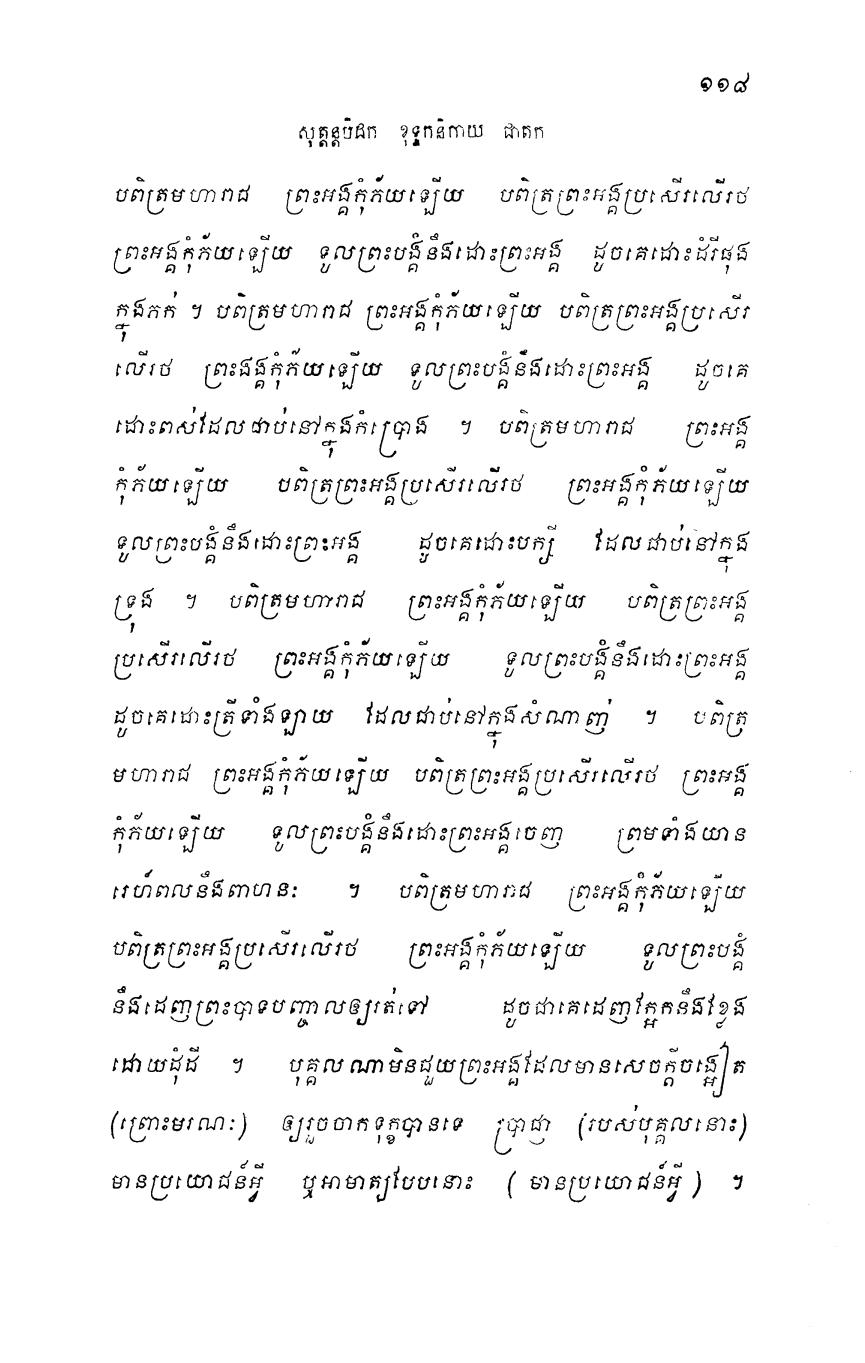 ១១៨
សុត្តន្តបិដក ខុទ្ទកនិកាយ ជាតក
បពិត្រមហារាជ ព្រះអង្គកុំភ័យឡើយ បពិត្រព្រះអង្គប្រសើរលើរថ
ព្រះអង្គកុំភ័យឡើយ ទូលព្រះបង្គំនឹងដោះព្រះអង្គ ដូចគេដោះដំរីផុង
ក្នុងភក់ ។ បពិត្រមហារាជ ព្រះអង្គកុំភ័យឡើយ បពិត្រព្រះអង្គប្រសើរ
លើរថ ព្រះងង្គកុំភ័យឡើយ ទូលព្រះបង្គំនឹងដោះព្រះអង្គ ដូចគេ
ដោះពស់ដែលជាប់នៅក្នុងកំប្រោង ។ បពិត្រមហារាជ ព្រះអង្គ
កុំភ័យឡើយ បពិត្រព្រះអង្គប្រសើរលើរថ ព្រះអង្គកុំភ័យឡើយ
ទូលព្រះបង្គំនឹងដោះព្រះអង្គ ដូចគេដោះបក្សី ដែលជាប់នៅក្នុង
ទ្រុង ។ បពិត្រមហារាជ ព្រះអង្គកុំភ័យឡើយ បពិត្រព្រះអង្គ
ប្រសើរលើរថ ព្រះអង្គកុំភ័យឡើយ ទូលព្រះបង្គំនឹងដោះព្រះអង្គ
ដូចគេដោះត្រីទាំងឡាយ ដែលជាប់នៅក្នុងសំណាញ់ ។ បពិត្រ
មហារាជ ព្រះអង្គកុំភ័យឡើយ បពិត្រព្រះអង្គប្រសើរលើរថ ព្រះអង្គ
កុំភ័យឡើយ ទូលព្រះបង្គំនឹងដោះព្រះអង្គចេញ ព្រមទាំងយាន
រេហ៍ពលនឹងពាហនៈ ។ បពិត្រមហារាជ ព្រះអង្គកុំភ័យឡើយ
បពិត្រព្រះអង្គប្រសើរលើរថ ព្រះអង្គកុំភ័យឡើយ ទូលព្រះបង្គំ
នឹងដេញព្រះបាទបញ្ចាលឲ្យរត់ទៅ ដូចជាគេដេញក្អែកនឹងខ្លែង
ដោយដុំដី ។ បុគ្គលណាមិនជួយព្រះអង្គដែលមានសេចក្តីចង្អៀត
(ព្រោះមរណៈ) ឲ្យរួចចាកទុក្ខបានទេ ប្រាជ្ញា (របស់បុគ្គលនោះ)
មានប្រយោជន៍អ្វី ឬអាមាត្យបែបនោះ ( មានប្រយោជន៍អ្វី ) ។